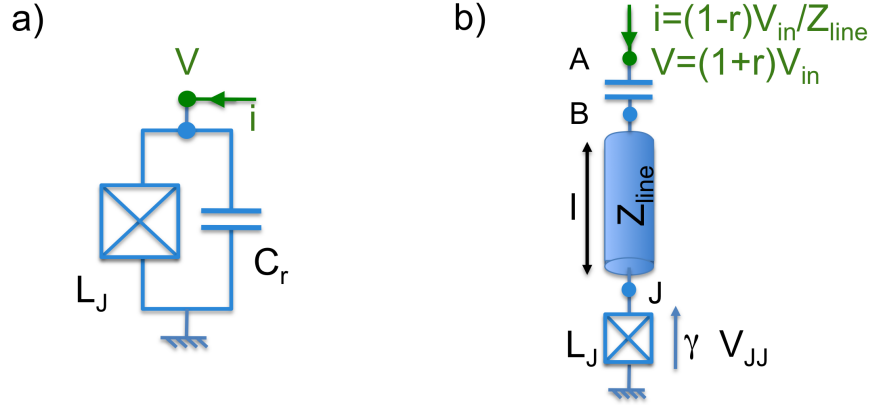 a)
V
i
L_J
C_r
b)
i=(1-r)V_in/Z_line
A
V=(1+r)V_in
B
l
Z_line
J
L_J
γ V_JJ